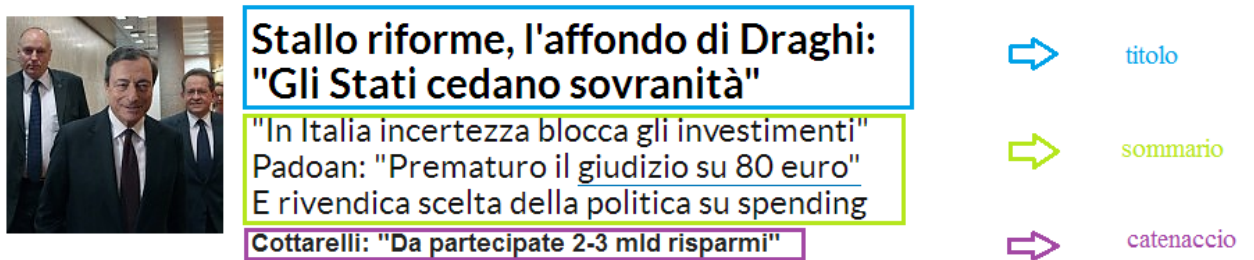 Stallo riforme, l'affondo di Draghi:
"Gli Stati cedano sovranità"
titolo
"In Italia incertezza blocca gli investimenti"
Padoan: "Prematuro il giudizio su 80 euro"
E rivendica scelta della politica su spending
sommario
Cottarelli: "Da partecipate 2-3 mld risparmi"
catenaccio